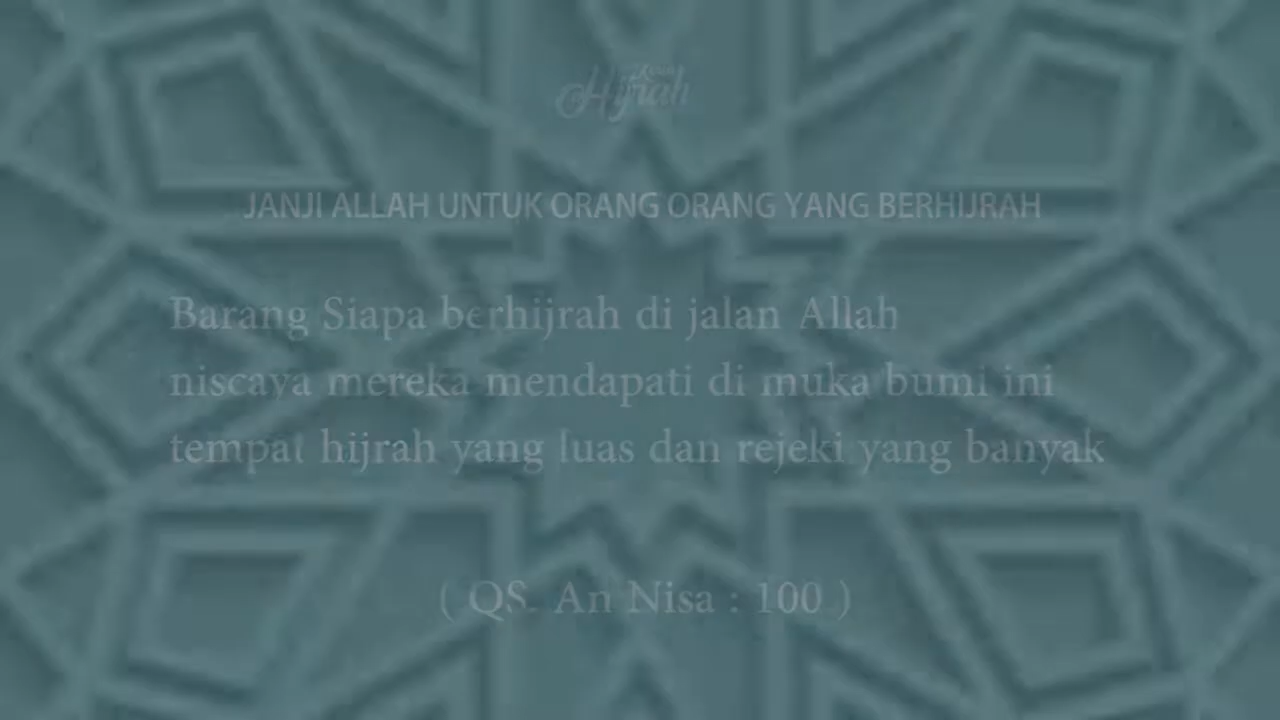 Hijrah
JANJI ALLAH UNTUK ORANG ORANG YANG BERHIJRAH
Barang Siapa berhijrah di jalan Allah
niscaya mereka mendapati di muka bumi ini
tempat hijrah yang luas dan rejeki yang banyak
( QS. An Nisa : 100 )